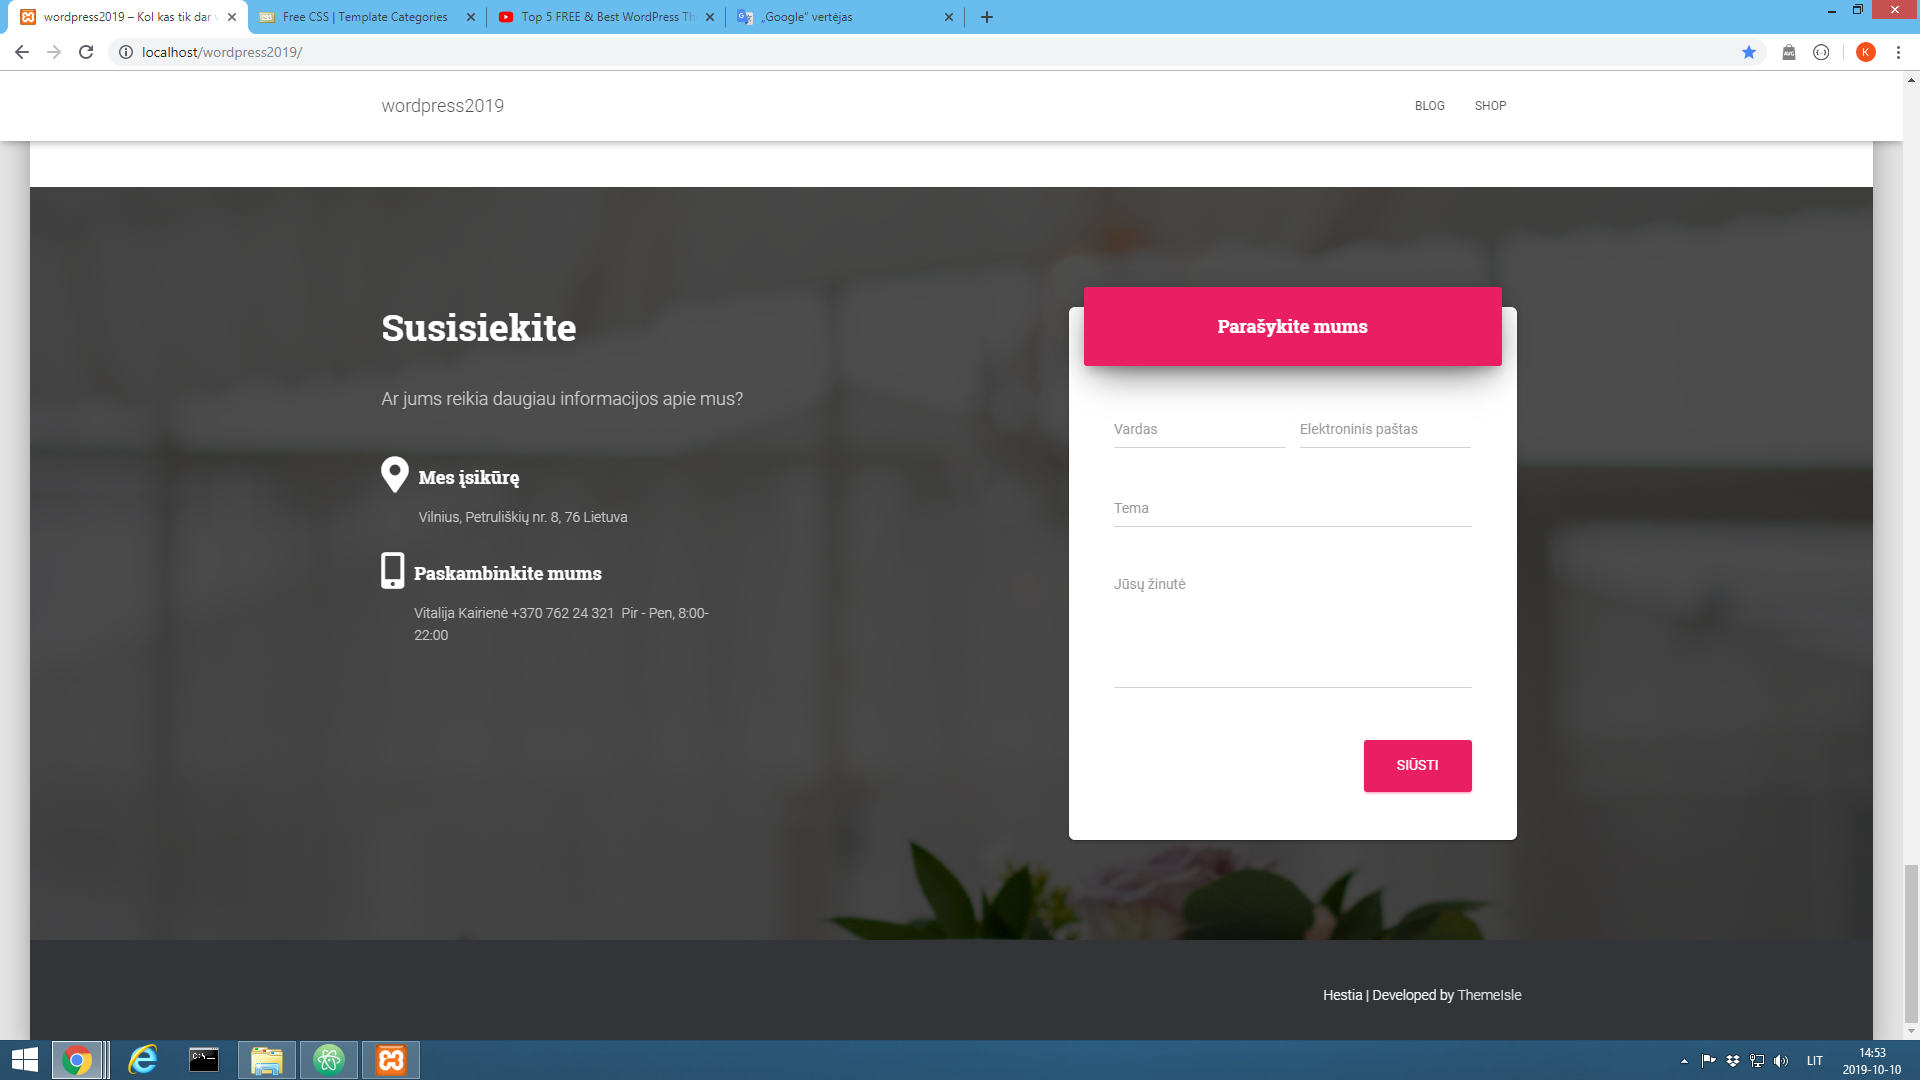 wordpress2019 – Kol kas tik dar
Free CSS | Template Categories
Top 5 FREE & Best WordPress Th
„Google“ vertėjas
localhost/wordpress2019/
AVG
K
wordpress2019
BLOG
SHOP
Susisiekite
Ar jums reikia daugiau informacijos apie mus?
Mes įsikūrę
Vilnius, Petruliškių nr. 8, 76 Lietuva
Paskambinkite mums
Vitalija Kairienė +370 762 24 321 Pir - Pen, 8:00-
22:00
Parašykite mums
Vardas
Elektroninis paštas
Tema
Jūsų žinutė
SIŪSTI
Hestia | Developed by ThemeIsle
LIT
14:53
2019-10-10